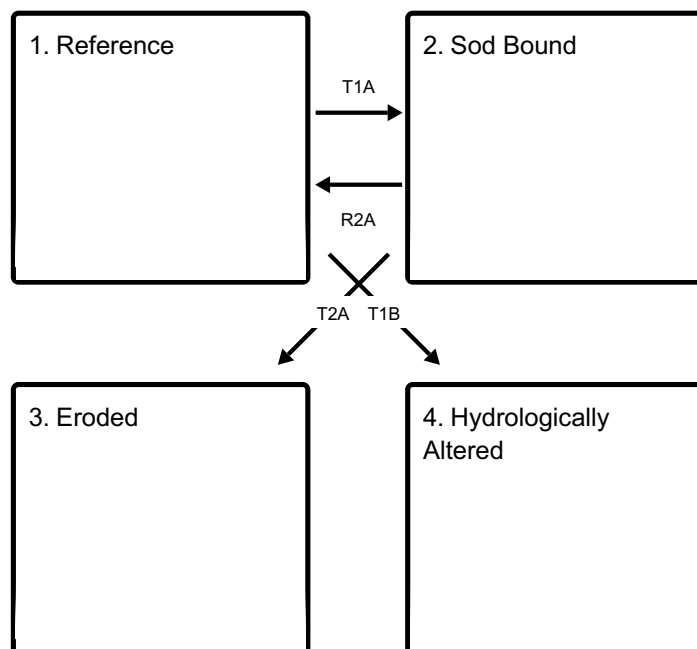 1. Reference
2. Sod Bound
T1A
R2A
T2A
T1B
3. Eroded
4. Hydrologically
Altered